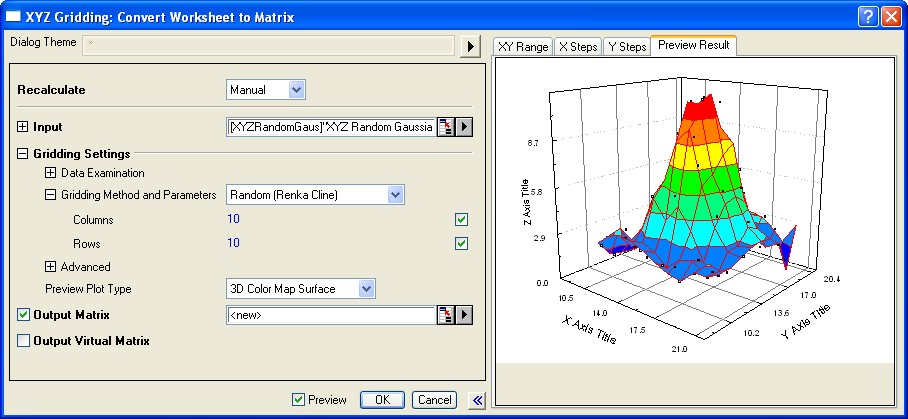 XYZ Gridding: Convert Worksheet to Matrix
Dialog Theme *
Recalculate Manual
Input [XYZRandomGaus]"XYZ Random Gaussia
Gridding Settings
Data Examination
Gridding Method and Parameters Random (Renka Cline)
Columns 10
Rows 10
Advanced
Preview Plot Type 3D Color Map Surface
Output Matrix <new>
Output Virtual Matrix
Preview OK Cancel
XY Range X Steps Y Steps Preview Result
8.7
5.8
2.9
0.0
Z Axis Title
10.5
14.0
17.5
21.0
X Axis Title
10.2
13.6
17.0
20.4
Y Axis Title